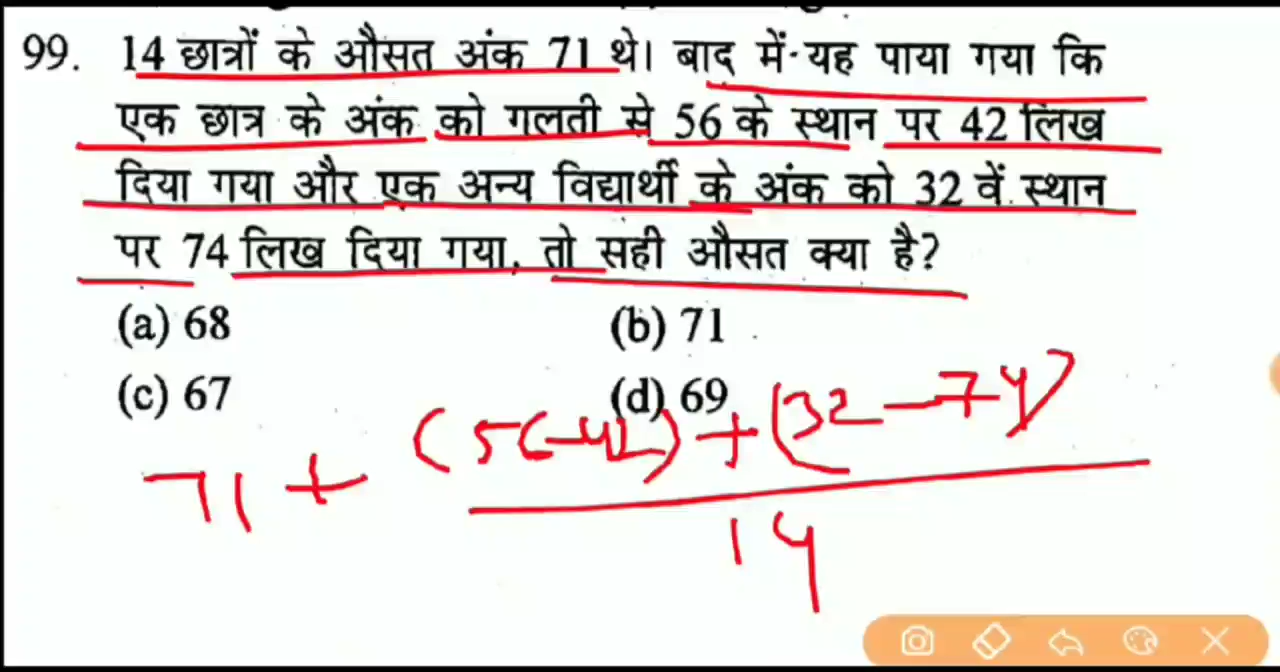 99. 14 छात्रों के औसत अंक 71 थे। बाद में यह पाया गया कि
एक छात्र के अंक को गलती से 56 के स्थान पर 42 लिख
दिया गया और एक अन्य विद्यार्थी के अंक को 32 वें स्थान
पर 74 लिख दिया गया, तो सही औसत क्या है?
(a) 68 (b) 71
(c) 67 (d) 69
71 + (56-42) + (32-74)
14